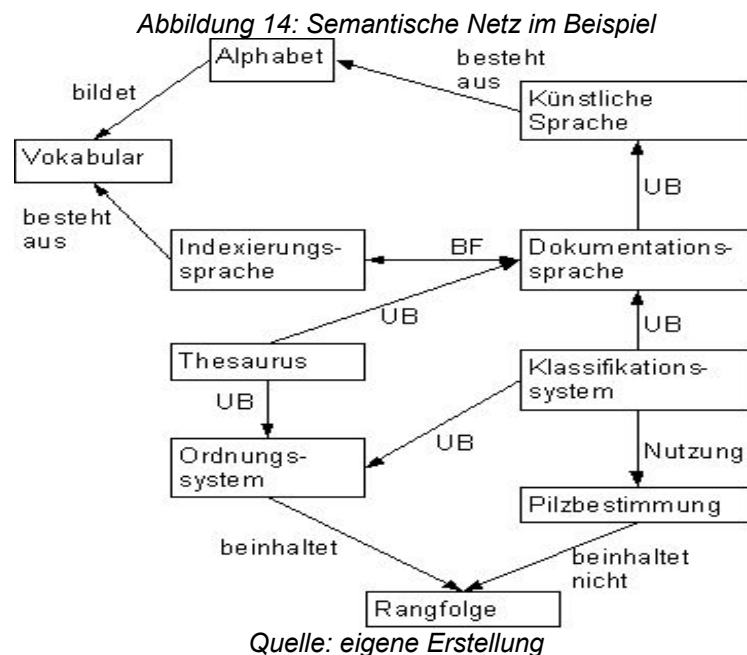 Abbildung 14: Semantische Netz im Beispiel
Alphabet
besteht
aus
Künstliche
Sprache
bildet
Vokabular
UB
besteht
aus
Indexierungs-
sprache
BF
Dokumentations-
sprache
UB
UB
Thesaurus
Klassifikations-
system
UB
UB
Nutzung
Ordnungs-
system
Pilzbestimmung
beinhaltet
beinhaltet
nicht
Rangfolge
Quelle: eigene Erstellung